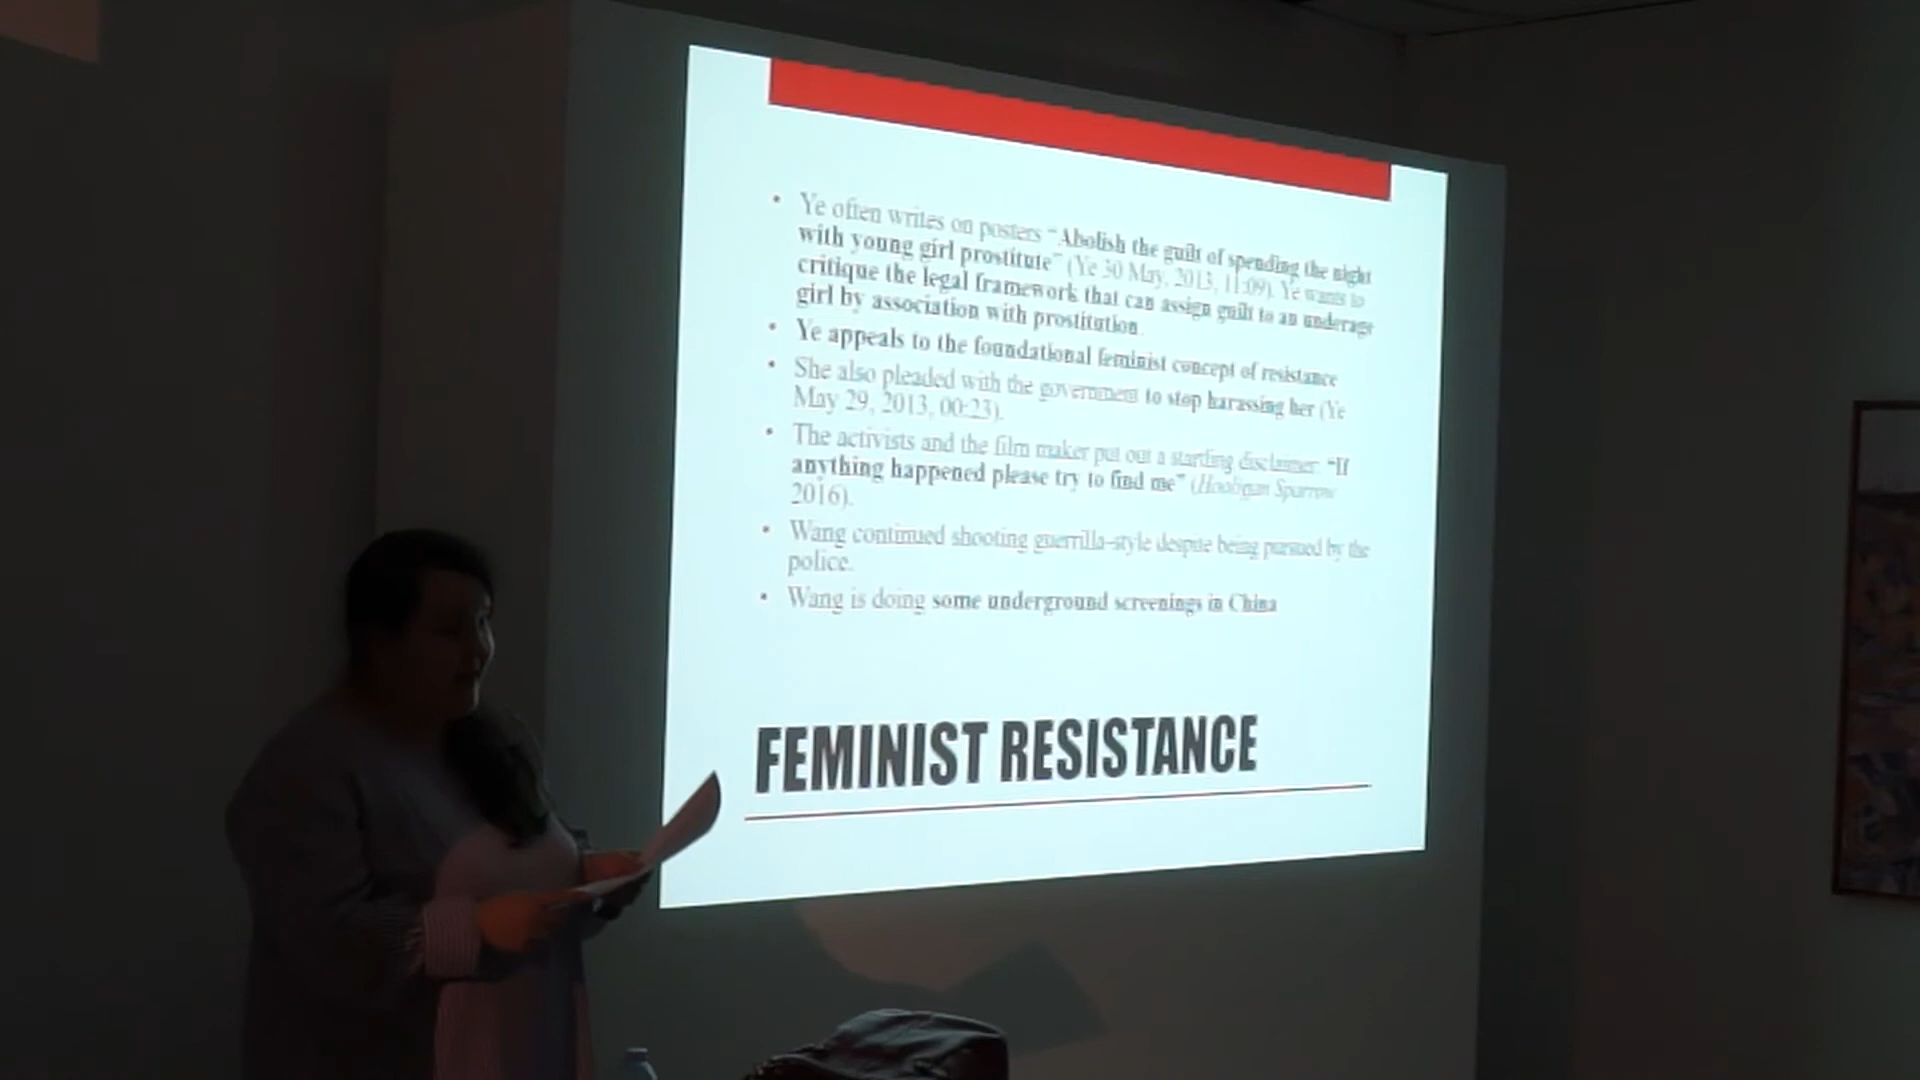 • Ye often writes on posters “Abolish the guilt of spending the night
with young girl prostitute” (Ye 30 May, 2013, 11:09). Ye wants to
critique the legal framework that can assign guilt to an underage
girl by association with prostitution.
• Ye appeals to the foundational feminist concept of resistance
• She also pleaded with the government to stop harassing her (Ye
May 29, 2013, 00:23).
• The activists and the film maker put out a startling disclaimer: “If
anything happened please try to find me” (Hooligan Sparrow
2016).
• Wang continued shooting guerrilla-style despite being pursued by the
police.
• Wang is doing some underground screenings in China
FEMINIST RESISTANCE